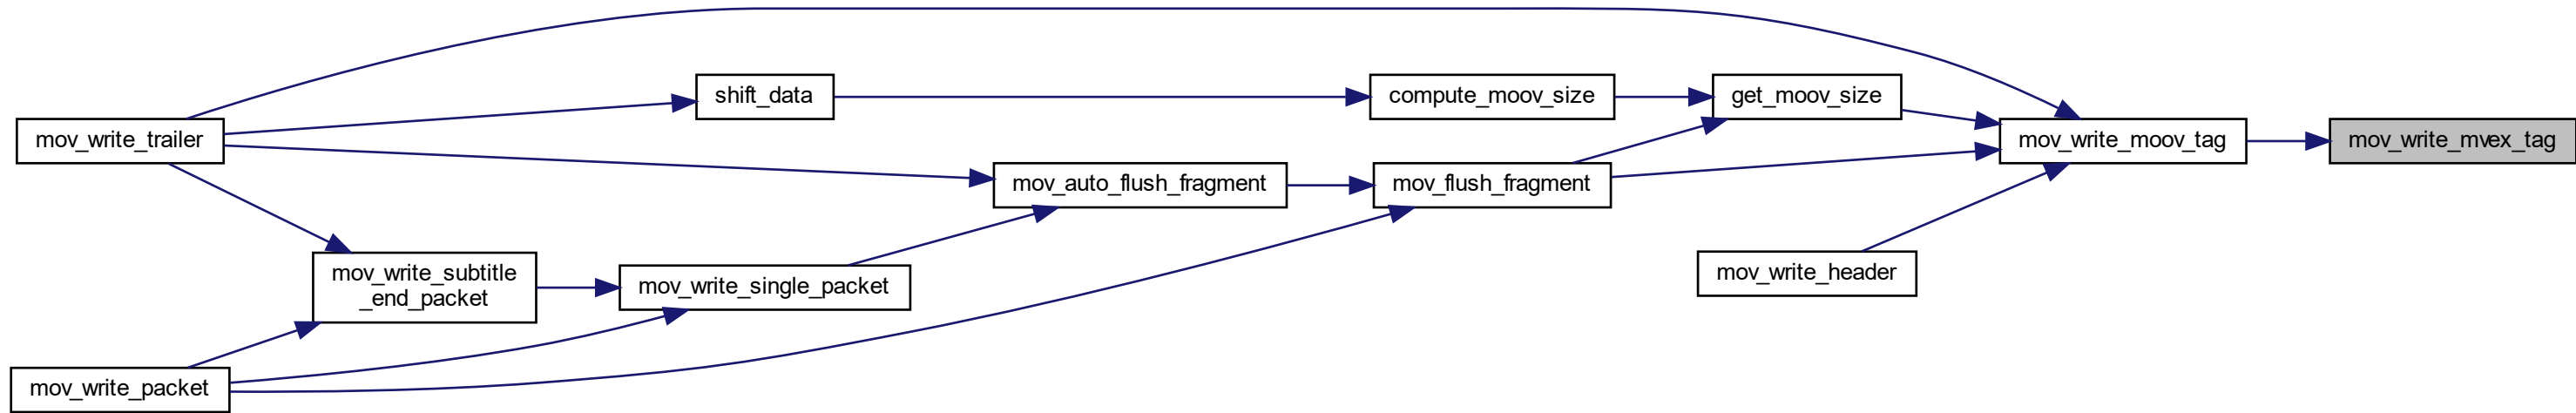 shift_data
compute_moov_size
get_moov_size
mov_write_trailer
mov_write_moov_tag
mov_write_mvex_tag
mov_auto_flush_fragment
mov_flush_fragment
mov_write_subtitle
_end_packet
mov_write_single_packet
mov_write_header
mov_write_packet